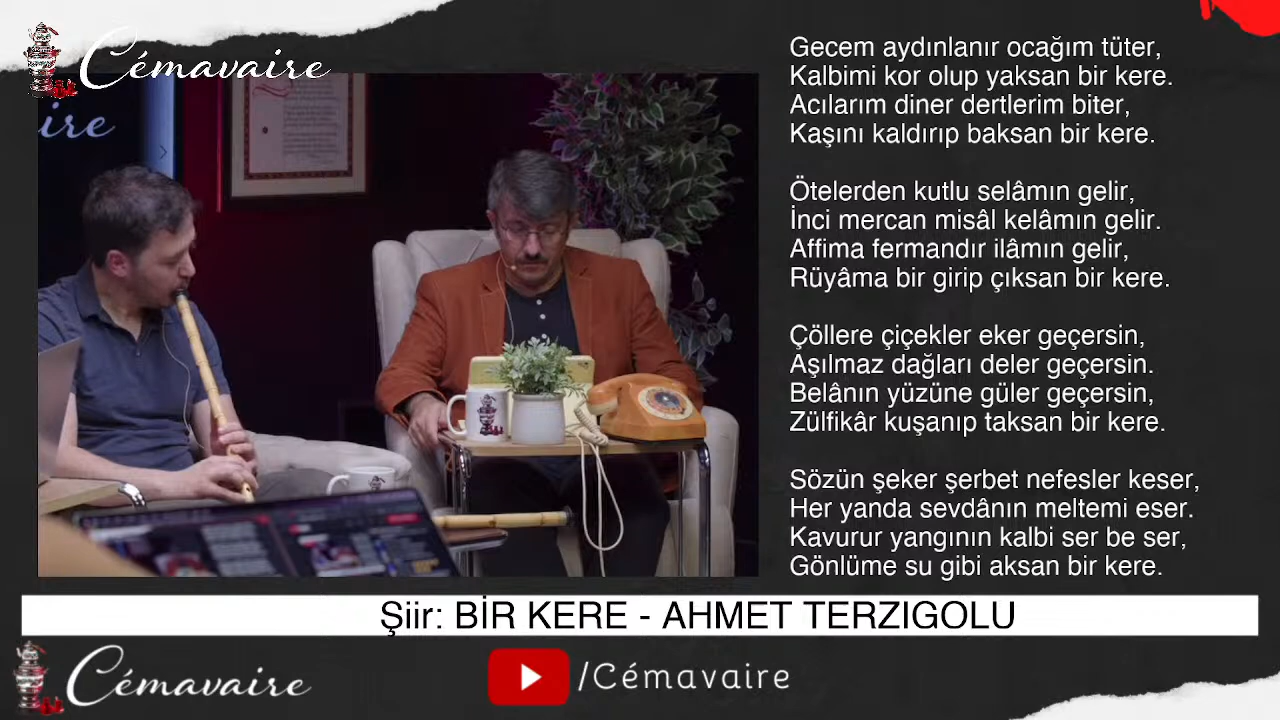 Cémavaire
ire
Gecem aydınlanır ocağım tüter,
Kalbimi kor olup yaksan bir kere.
Acılarım diner dertlerim biter,
Kaşını kaldırıp baksan bir kere.
Ötelerden kutlu selâmın gelir,
İnci mercan misâl kelâmın gelir.
Affima fermandır ilâmın gelir,
Rüyâma bir girip çıksan bir kere.
Çöllere çiçekler eker geçersin,
Aşılmaz dağları deler geçersin.
Belânın yüzüne güler geçersin,
Zülfikâr kuşanıp taksan bir kere.
Sözün şeker şerbet nefesler keser,
Her yanda sevdânın meltemi eser.
Kavurur yangının kalbi ser be ser,
Gönlüme su gibi aksan bir kere.
Şiir: BİR KERE - AHMET TERZIGOLU
Cémavaire
/Cémavaire